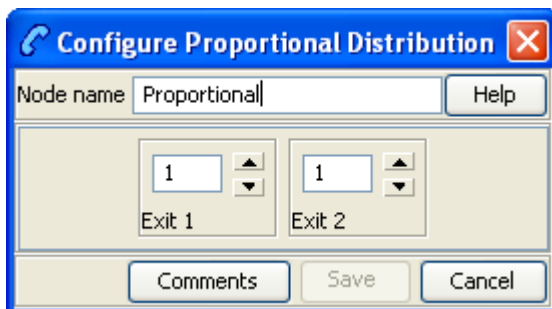 Configure Proportional Distribution
Node name Proportional Help
1 1
Exit 1 Exit 2
Comments Save Cancel